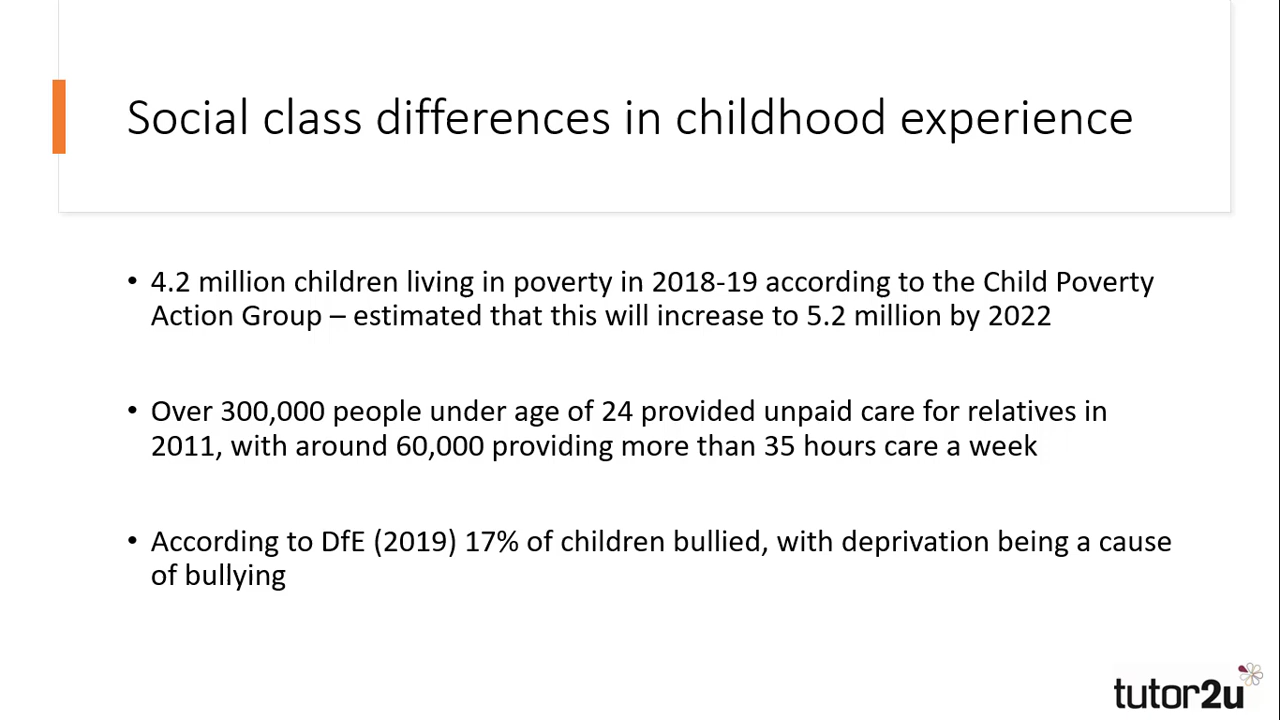 Social class differences in childhood experience
• 4.2 million children living in poverty in 2018-19 according to the Child Poverty
Action Group – estimated that this will increase to 5.2 million by 2022
• Over 300,000 people under age of 24 provided unpaid care for relatives in
2011, with around 60,000 providing more than 35 hours care a week
• According to DfE (2019) 17% of children bullied, with deprivation being a cause
of bullying
tutor2u